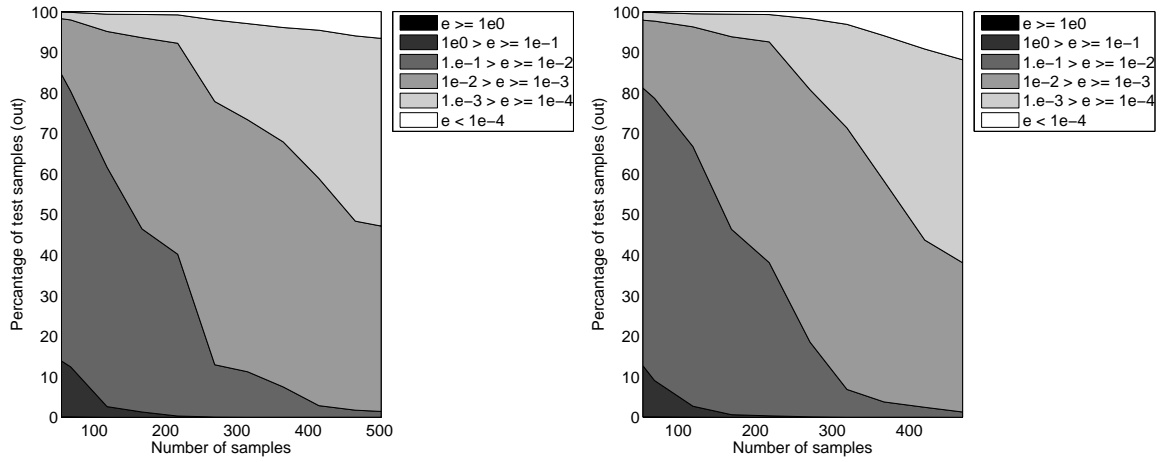 Percantage of test samples (out)
100
90
80
70
60
50
40
30
20
10
0
100 200 300 400 500
Number of samples
e >= 1e0
1e0 > e >= 1e−1
1.e−1 > e >= 1e−2
1e−2 > e >= 1e−3
1.e−3 > e >= 1e−4
e < 1e−4
Percantage of test samples (out)
100
90
80
70
60
50
40
30
20
10
0
100 200 300 400
Number of samples
e >= 1e0
1e0 > e >= 1e−1
1.e−1 > e >= 1e−2
1e−2 > e >= 1e−3
1.e−3 > e >= 1e−4
e < 1e−4